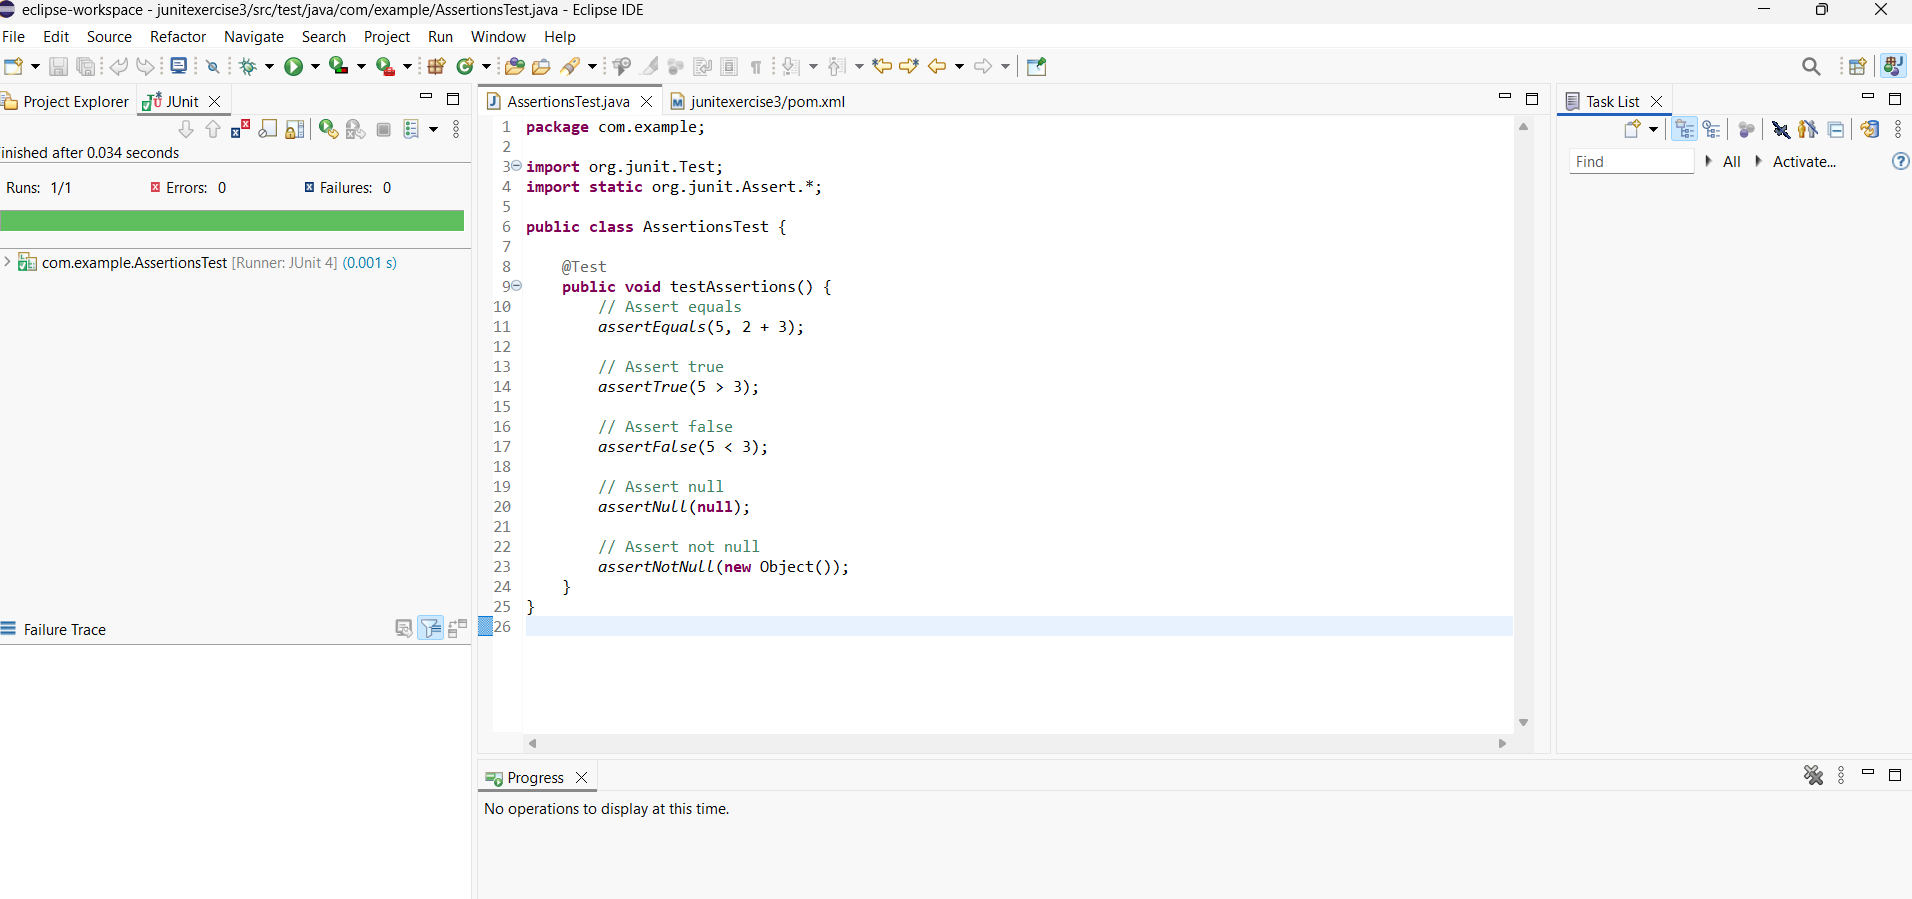 eclipse-workspace - junitexercise3/src/test/java/com/example/AssertionsTest.java - Eclipse IDE
File Edit Source Refactor Navigate Search Project Run Window Help
Project Explorer
JUnit
inished after 0.034 seconds
Runs: 1/1 Errors: 0 Failures: 0
com.example.AssertionsTest [Runner: JUnit 4] (0.001 s)
Failure Trace
AssertionsTest.java
junitexercise3/pom.xml
1 package com.example;
2
3 import org.junit.Test;
4 import static org.junit.Assert.*;
5
6 public class AssertionsTest {
7
8     @Test
9     public void testAssertions() {
10         // Assert equals
11         assertEquals(5, 2 + 3);
12
13         // Assert true
14         assertTrue(5 > 3);
15
16         // Assert false
17         assertFalse(5 < 3);
18
19         // Assert null
20         assertNull(null);
21
22         // Assert not null
23         assertNotNull(new Object());
24     }
25 }
26
Task List
Find All Activate...
Progress
No operations to display at this time.